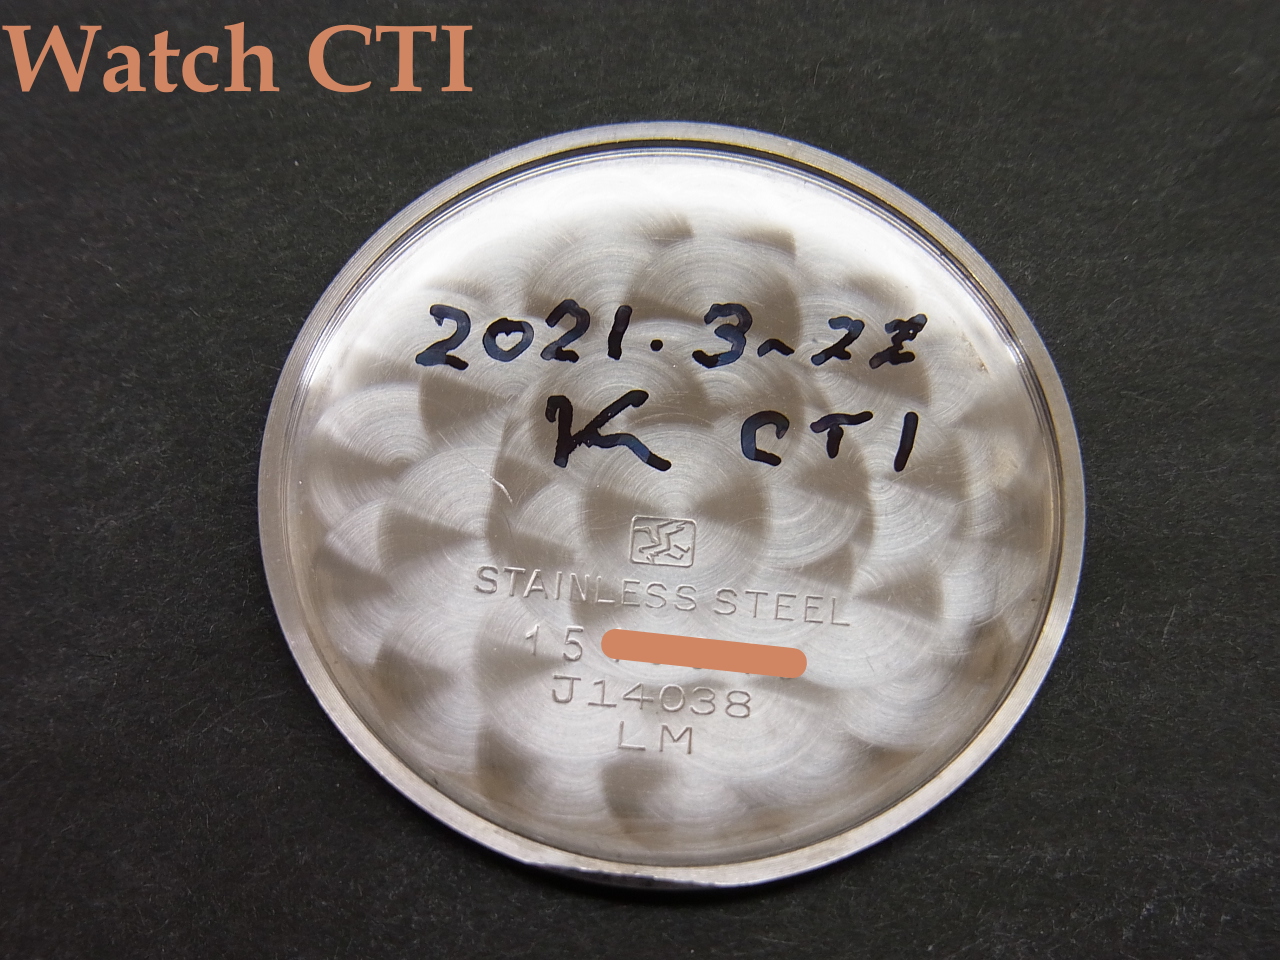 Watch CTI
2021.3~22
K CTI
STAINLESS STEEL
15
J14038
LM